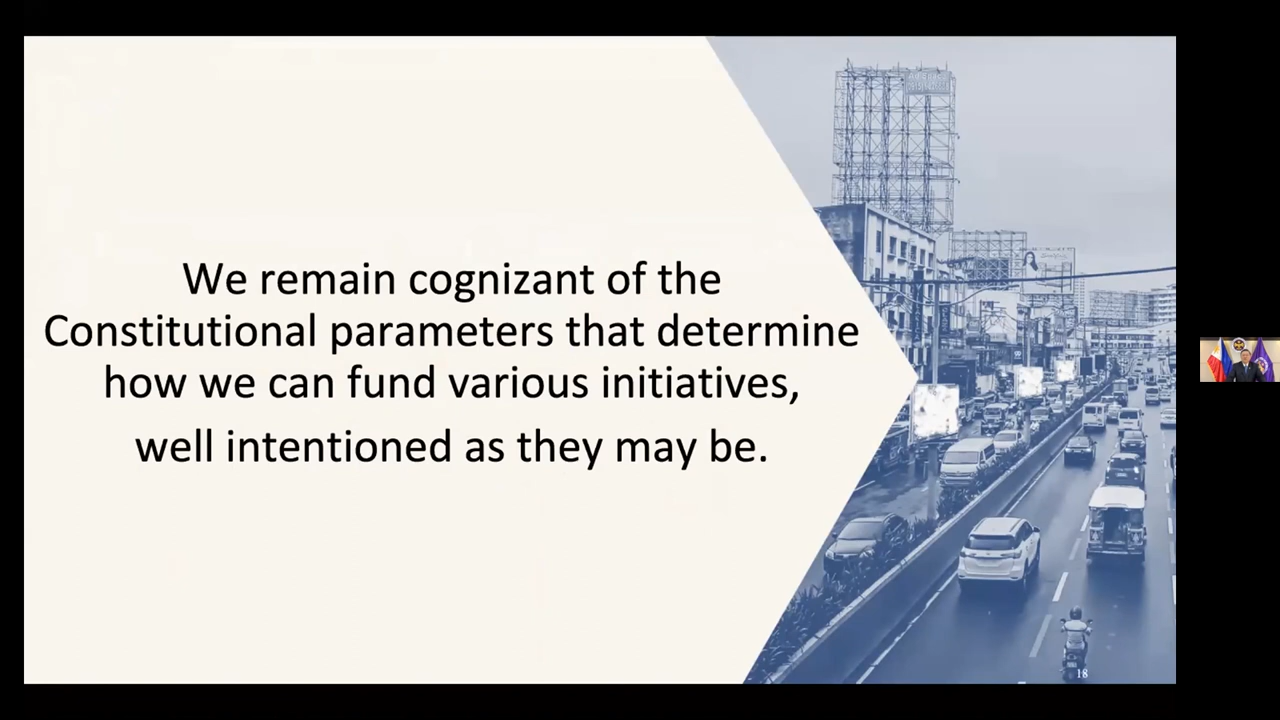 We remain cognizant of the
Constitutional parameters that determine
how we can fund various initiatives,
well intentioned as they may be.
18